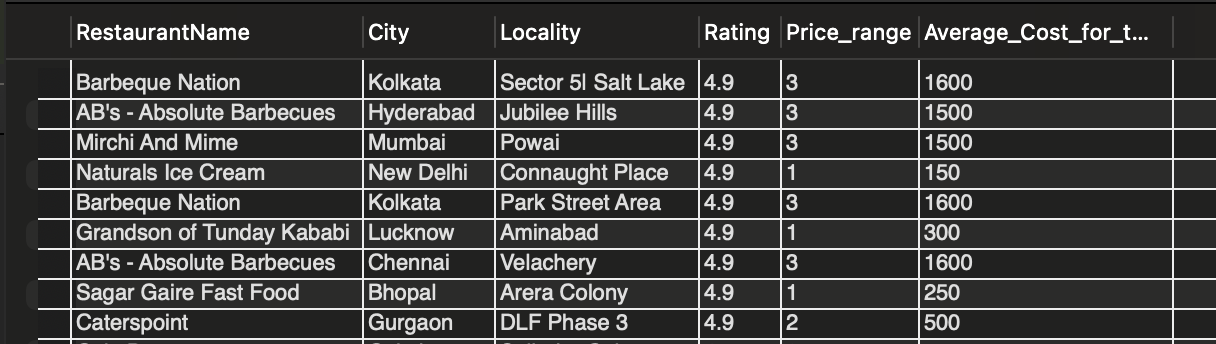 RestaurantName City Locality Rating Price_range Average_Cost_for_t...
Barbeque Nation Kolkata Sector 5l Salt Lake 4.9 3 1600
AB's - Absolute Barbecues Hyderabad Jubilee Hills 4.9 3 1500
Mirchi And Mime Mumbai Powai 4.9 3 1500
Naturals Ice Cream New Delhi Connaught Place 4.9 1 150
Barbeque Nation Kolkata Park Street Area 4.9 3 1600
Grandson of Tunday Kababi Lucknow Aminabad 4.9 1 300
AB's - Absolute Barbecues Chennai Velachery 4.9 3 1600
Sagar Gaire Fast Food Bhopal Arera Colony 4.9 1 250
Caterspoint Gurgaon DLF Phase 3 4.9 2 500